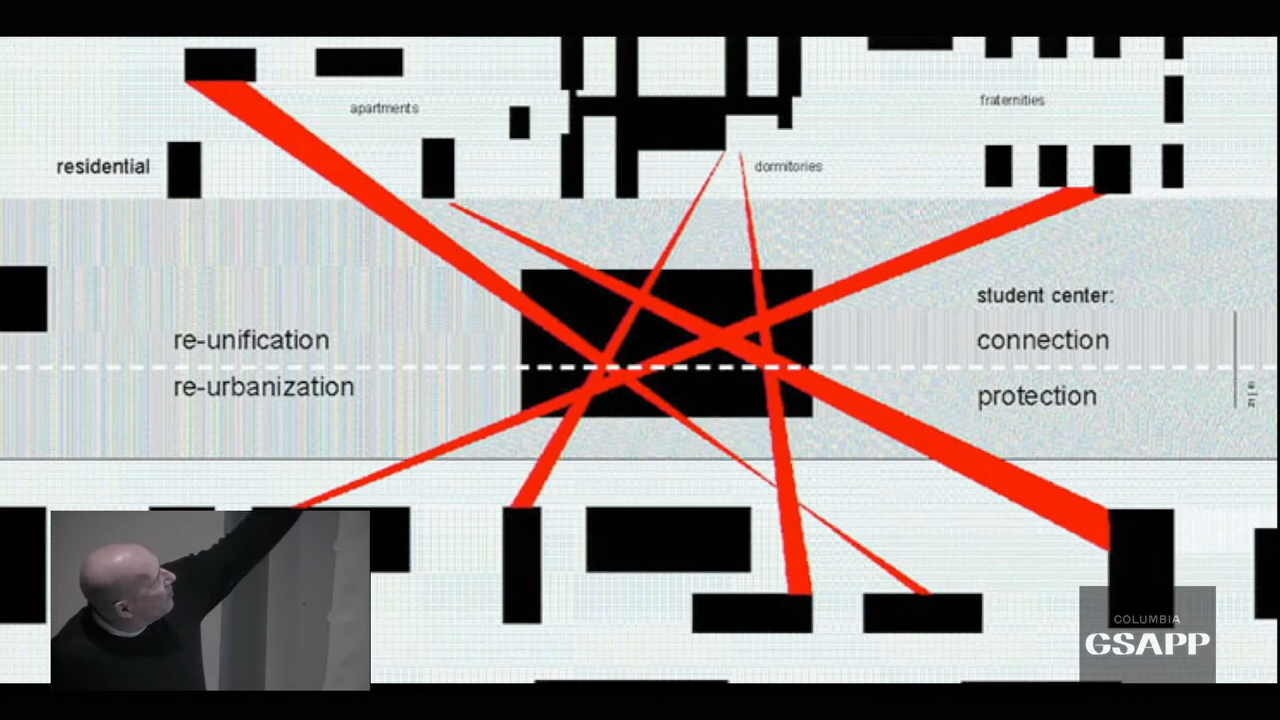 apartments
fraternities
residential
dormitories
student center:
re-unification
connection
re-urbanization
protection
COLUMBIA
GSAPP